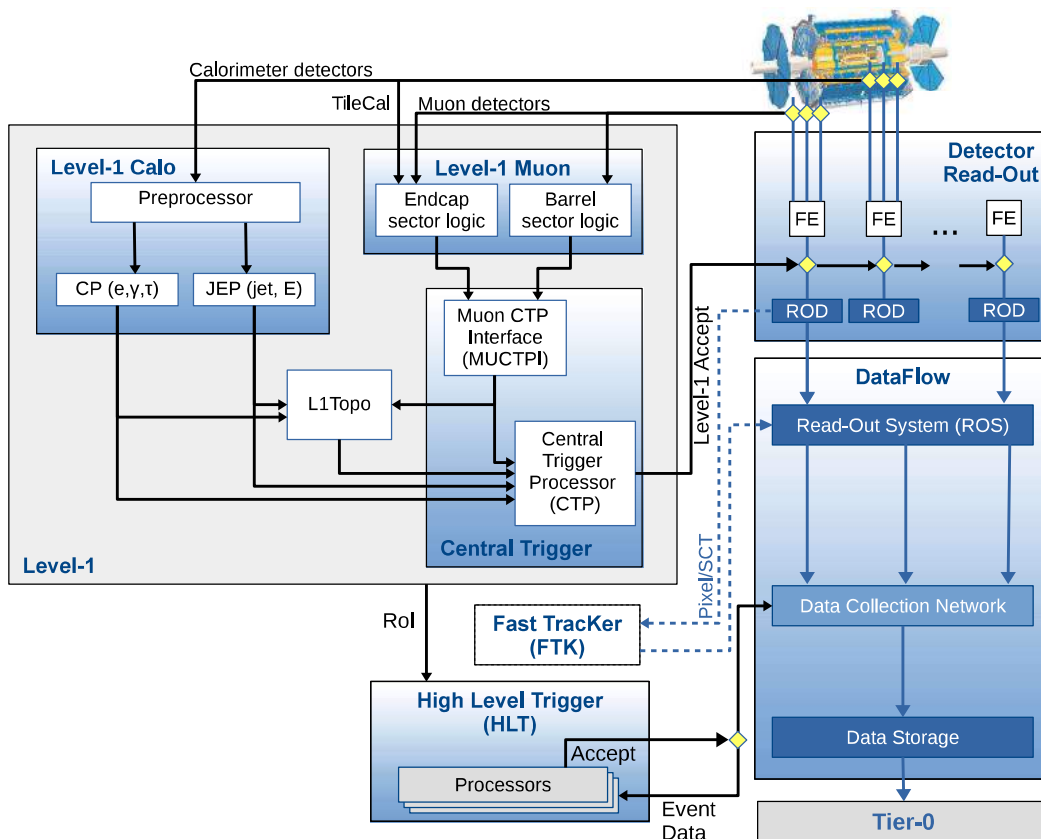 Calorimeter detectors
TileCal
Muon detectors
Level-1 Calo
Preprocessor
CP (e,γ,τ)
JEP (jet, E)
Level-1 Muon
Endcap
sector logic
Barrel
sector logic
Muon CTP
Interface
(MUCTPI)
L1Topo
Central
Trigger
Processor
(CTP)
Central Trigger
Level-1
Level-1 Accept
Detector
Read-Out
FE
FE
...
FE
ROD
ROD
ROD
DataFlow
Read-Out System (ROS)
Pixel/SCT
Data Collection Network
Data Storage
Tier-0
RoI
Fast TracKer
(FTK)
High Level Trigger
(HLT)
Accept
Processors
Event
Data